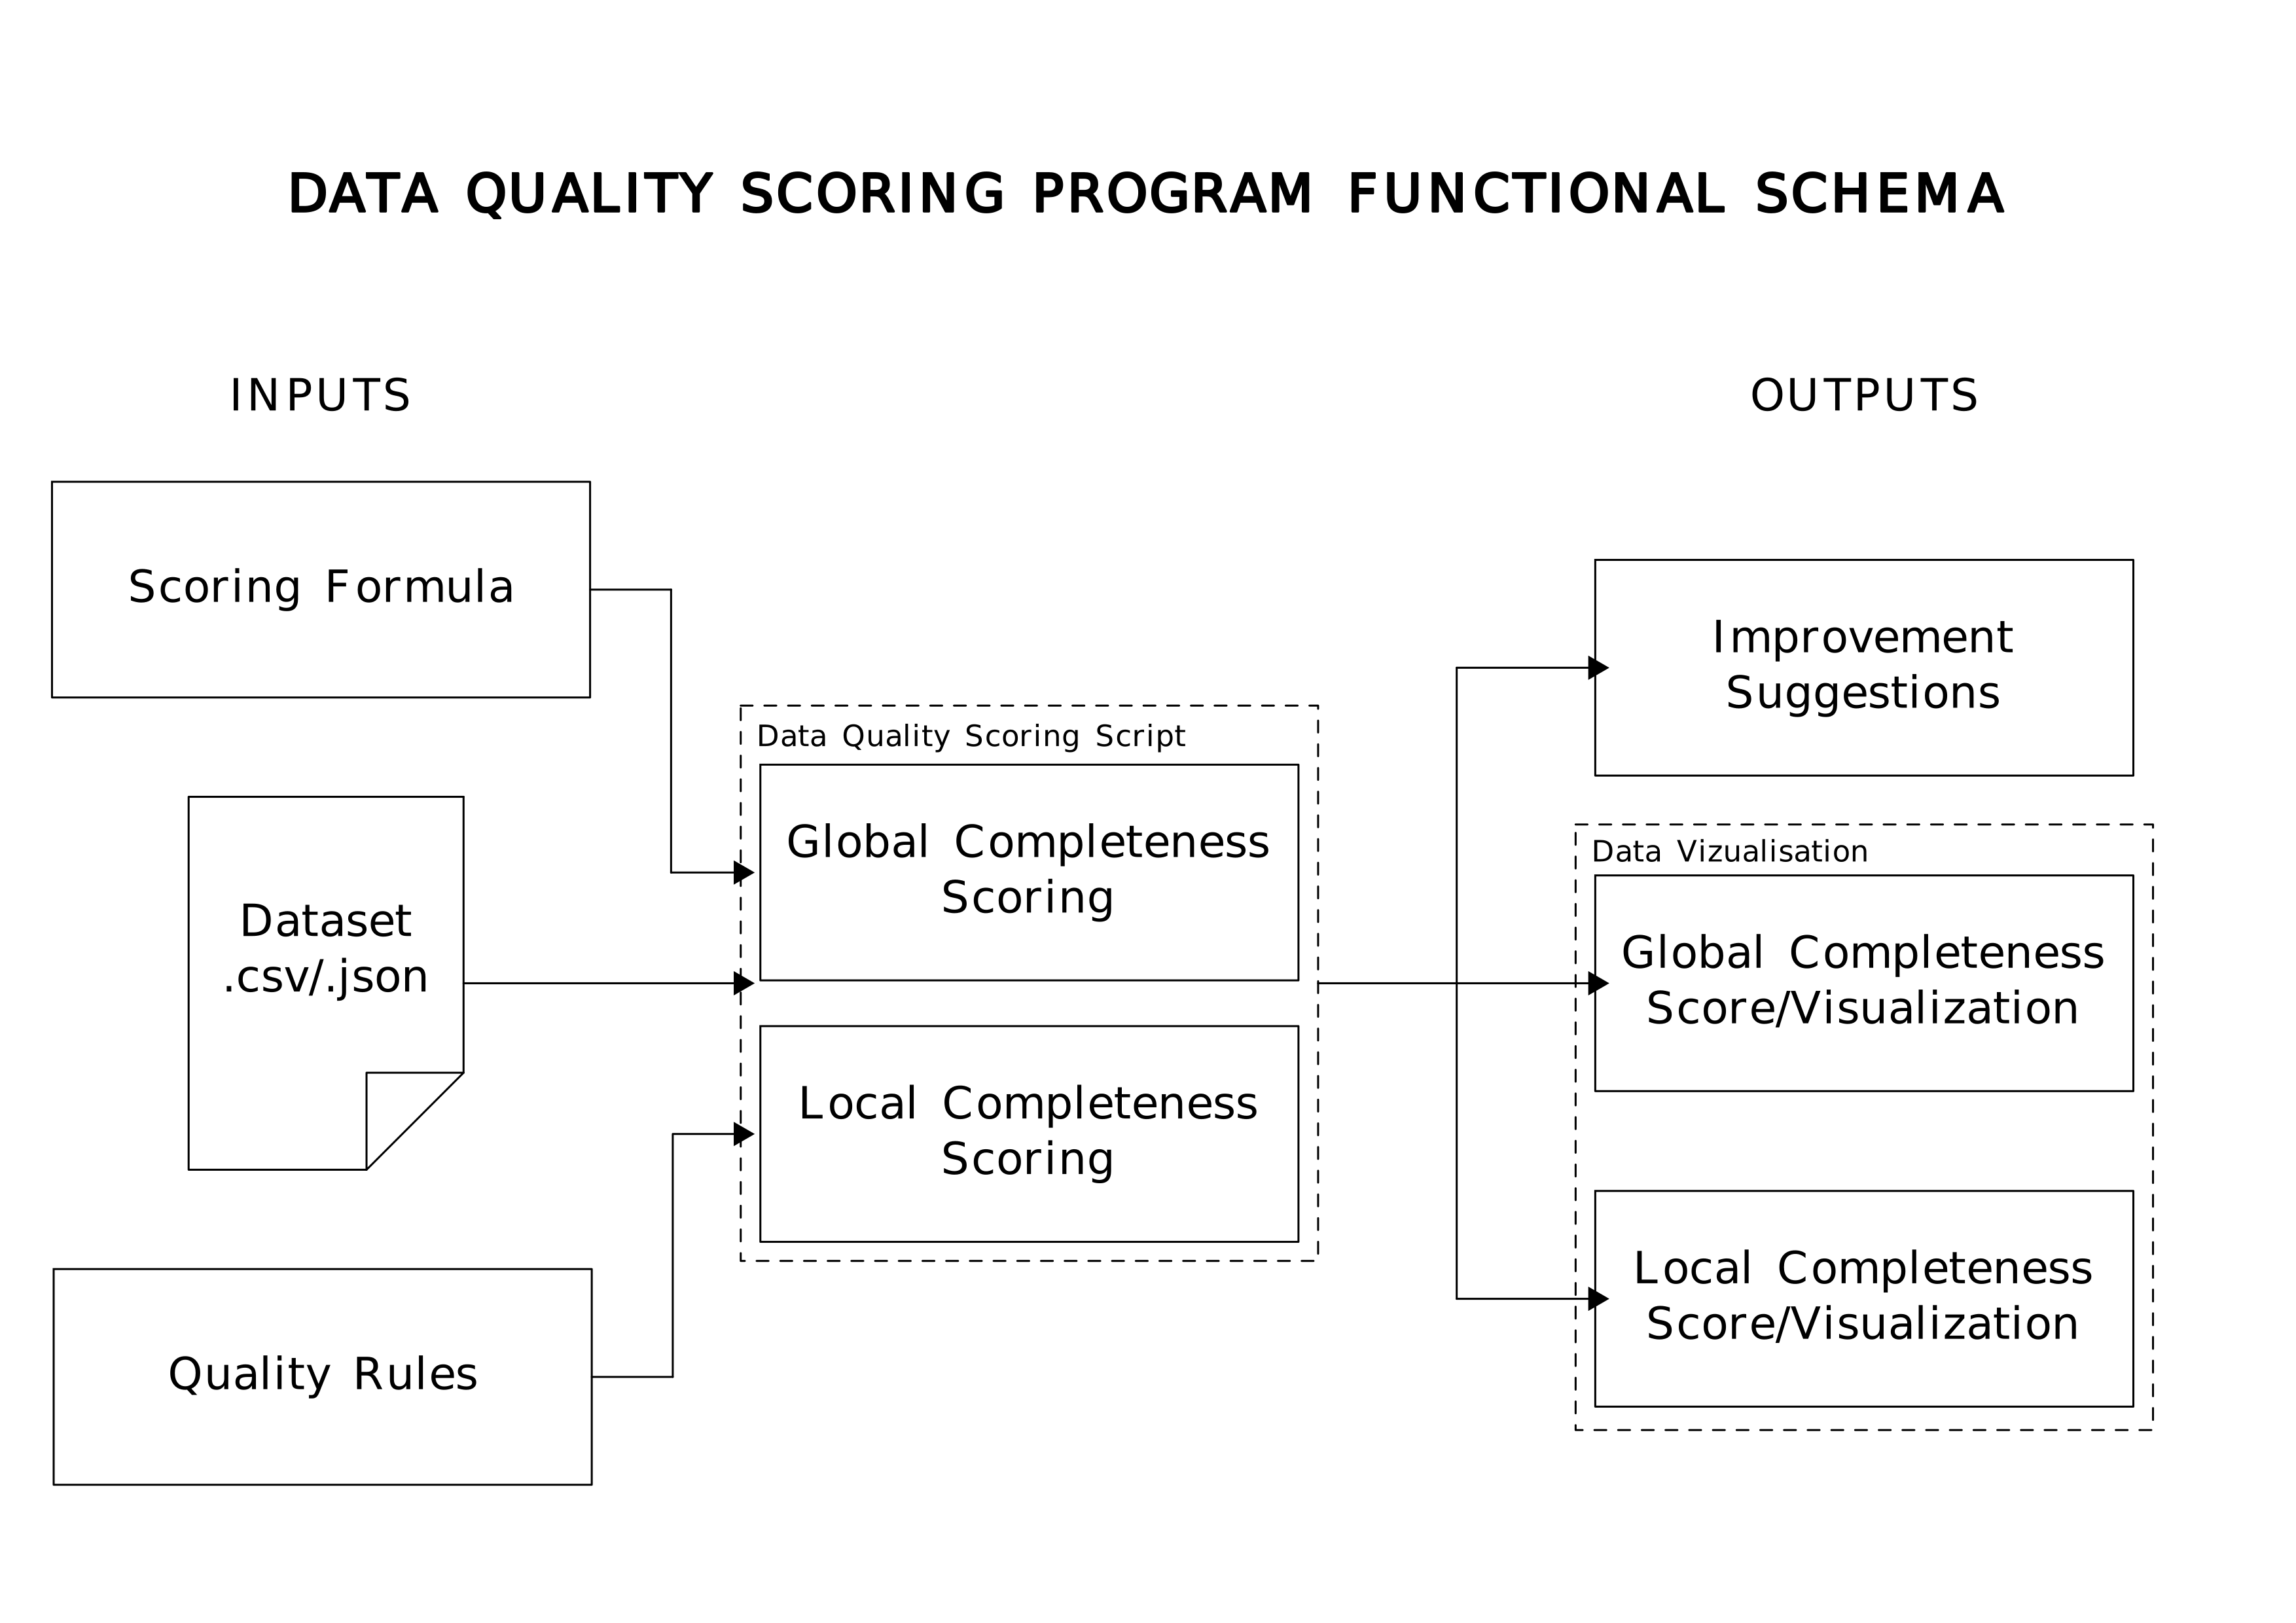 DATA QUALITY SCORING PROGRAM FUNCTIONAL SCHEMA
INPUTS
OUTPUTS
Scoring Formula
Dataset
.csv/.json
Quality Rules
Data Quality Scoring Script
Global Completeness
Scoring
Local Completeness
Scoring
Improvement
Suggestions
Data Vizualisation
Global Completeness
Score/Visualization
Local Completeness
Score/Visualization